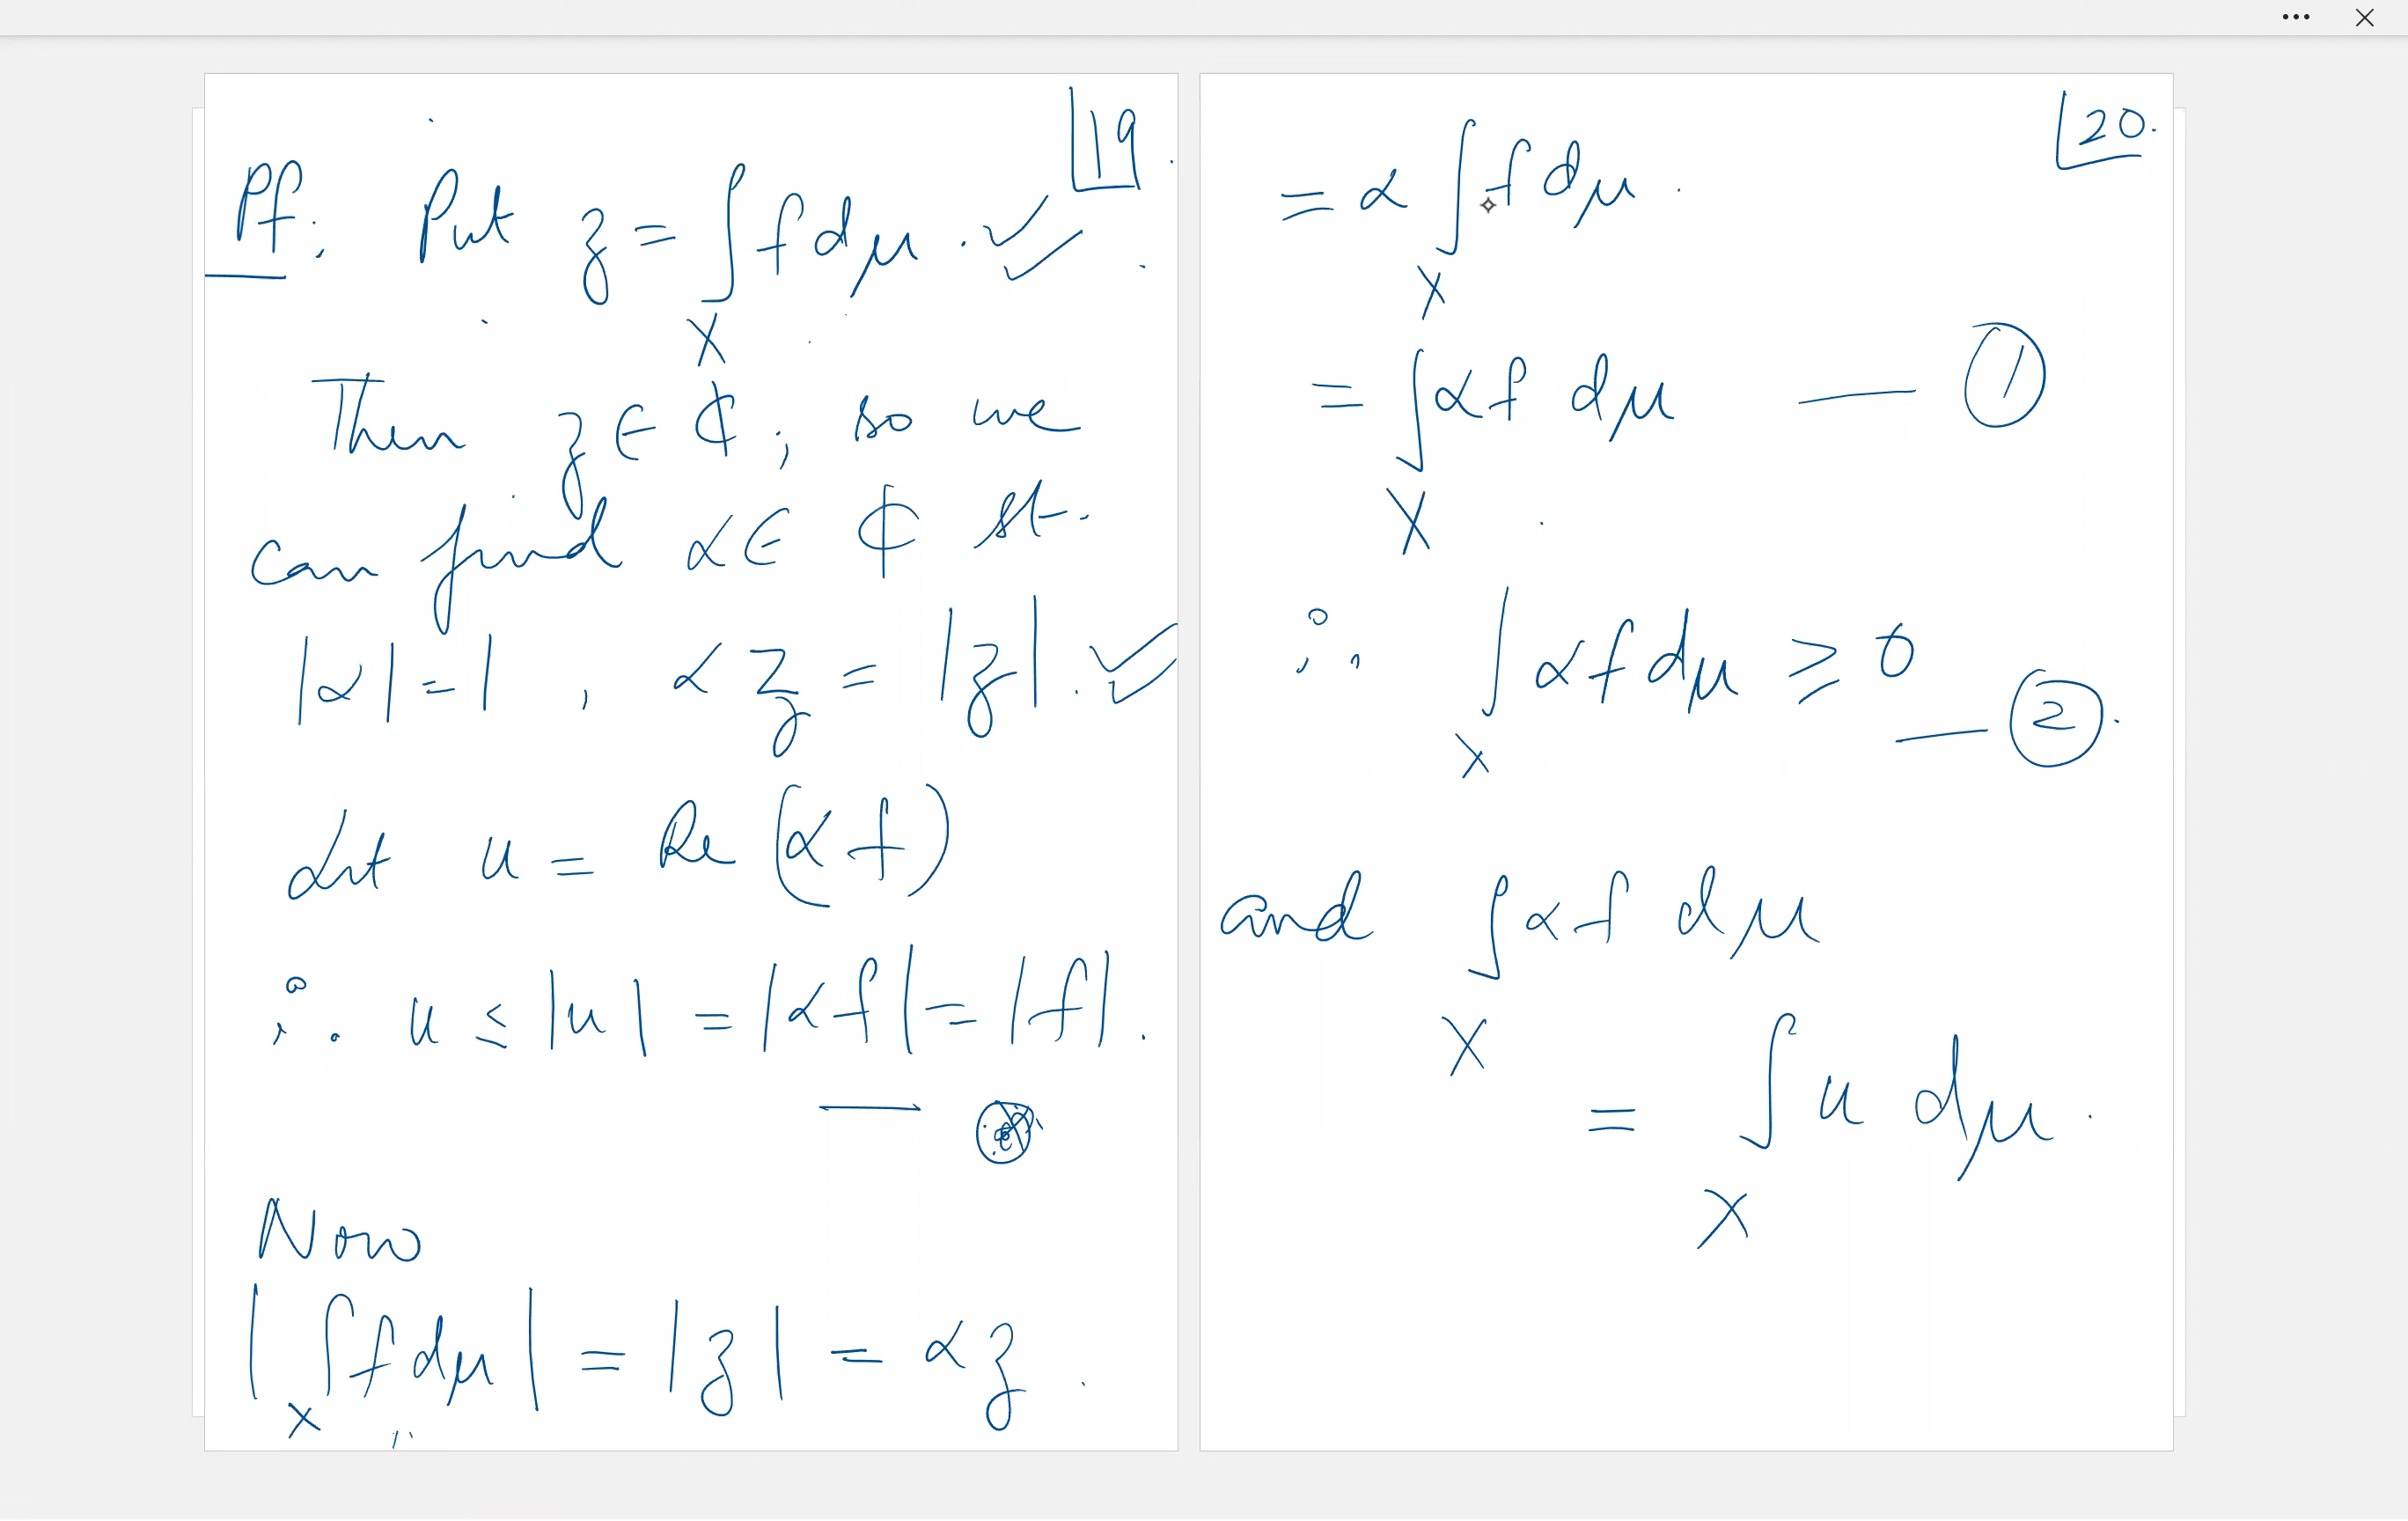 19.
Pf: Put z = ∫_X f dμ. ✓✓
Then z ∈ ℂ; so we
can find α ∈ ℂ st.
|α| = 1, αz = |z|. ✓✓
Let u = Re(αf)
∴ u ≤ |u| = |αf| = |f|.
— ⊛
Now
|∫_X f dμ| = |z| = αz.
20.
= α ∫_X f dμ.
= ∫_X αf dμ — ①
∴ ∫_X αf dμ ≥ 0
— ②.
and ∫_X αf dμ
= ∫_X u dμ.